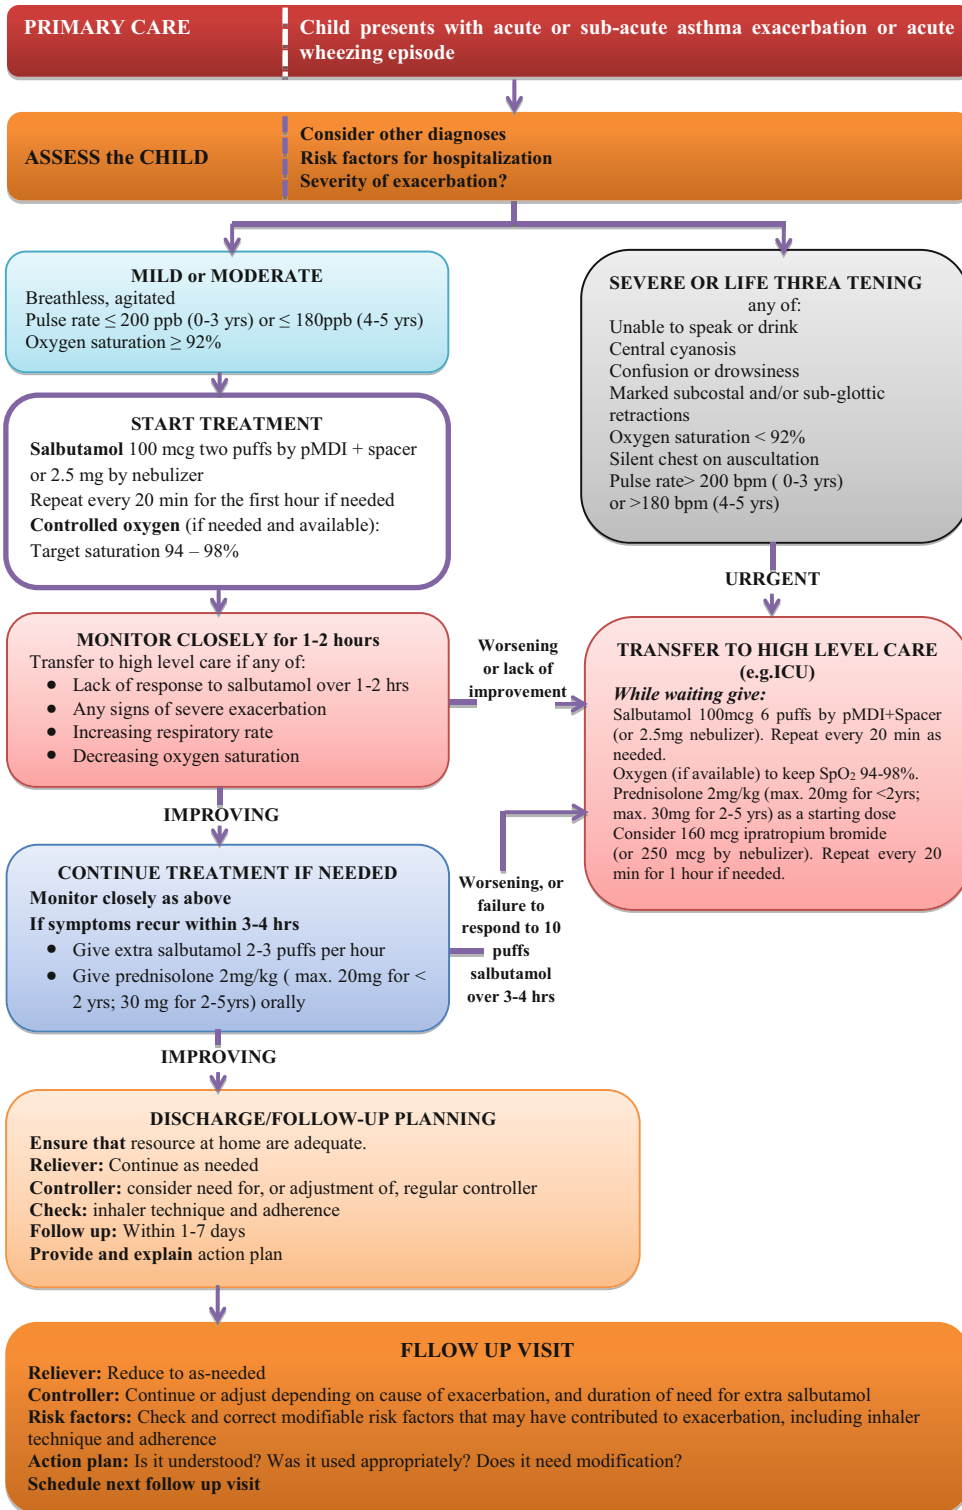 PRIMARY CARE
Child presents with acute or sub-acute asthma exacerbation or acute
wheezing episode
ASSESS the CHILD
Consider other diagnoses
Risk factors for hospitalization
Severity of exacerbation?
MILD or MODERATE
Breathless, agitated
Pulse rate ≤ 200 ppb (0-3 yrs) or ≤ 180ppb (4-5 yrs)
Oxygen saturation ≥ 92%
SEVERE OR LIFE THREA TENING
any of:
Unable to speak or drink
Central cyanosis
Confusion or drowsiness
Marked subcostal and/or sub-glottic
retractions
Oxygen saturation < 92%
Silent chest on auscultation
Pulse rate> 200 bpm ( 0-3 yrs)
or >180 bpm (4-5 yrs)
START TREATMENT
Salbutamol 100 mcg two puffs by pMDI + spacer
or 2.5 mg by nebulizer
Repeat every 20 min for the first hour if needed
Controlled oxygen (if needed and available):
Target saturation 94 – 98%
URRGENT
MONITOR CLOSELY for 1-2 hours
Transfer to high level care if any of:
• Lack of response to salbutamol over 1-2 hrs
• Any signs of severe exacerbation
• Increasing respiratory rate
• Decreasing oxygen saturation
Worsening
or lack of
improvement
TRANSFER TO HIGH LEVEL CARE
(e.g.ICU)
While waiting give:
Salbutamol 100mcg 6 puffs by pMDI+Spacer
(or 2.5mg nebulizer). Repeat every 20 min as
needed.
Oxygen (if available) to keep SpO₂ 94-98%.
Prednisolone 2mg/kg (max. 20mg for <2yrs;
max. 30mg for 2-5 yrs) as a starting dose
Consider 160 mcg ipratropium bromide
(or 250 mcg by nebulizer). Repeat every 20
min for 1 hour if needed.
IMPROVING
CONTINUE TREATMENT IF NEEDED
Monitor closely as above
If symptoms recur within 3-4 hrs
• Give extra salbutamol 2-3 puffs per hour
• Give prednisolone 2mg/kg ( max. 20mg for <
2 yrs; 30 mg for 2-5yrs) orally
Worsening, or
failure to
respond to 10
puffs
salbutamol
over 3-4 hrs
IMPROVING
DISCHARGE/FOLLOW-UP PLANNING
Ensure that resource at home are adequate.
Reliever: Continue as needed
Controller: consider need for, or adjustment of, regular controller
Check: inhaler technique and adherence
Follow up: Within 1-7 days
Provide and explain action plan
FLLOW UP VISIT
Reliever: Reduce to as-needed
Controller: Continue or adjust depending on cause of exacerbation, and duration of need for extra salbutamol
Risk factors: Check and correct modifiable risk factors that may have contributed to exacerbation, including inhaler
technique and adherence
Action plan: Is it understood? Was it used appropriately? Does it need modification?
Schedule next follow up visit